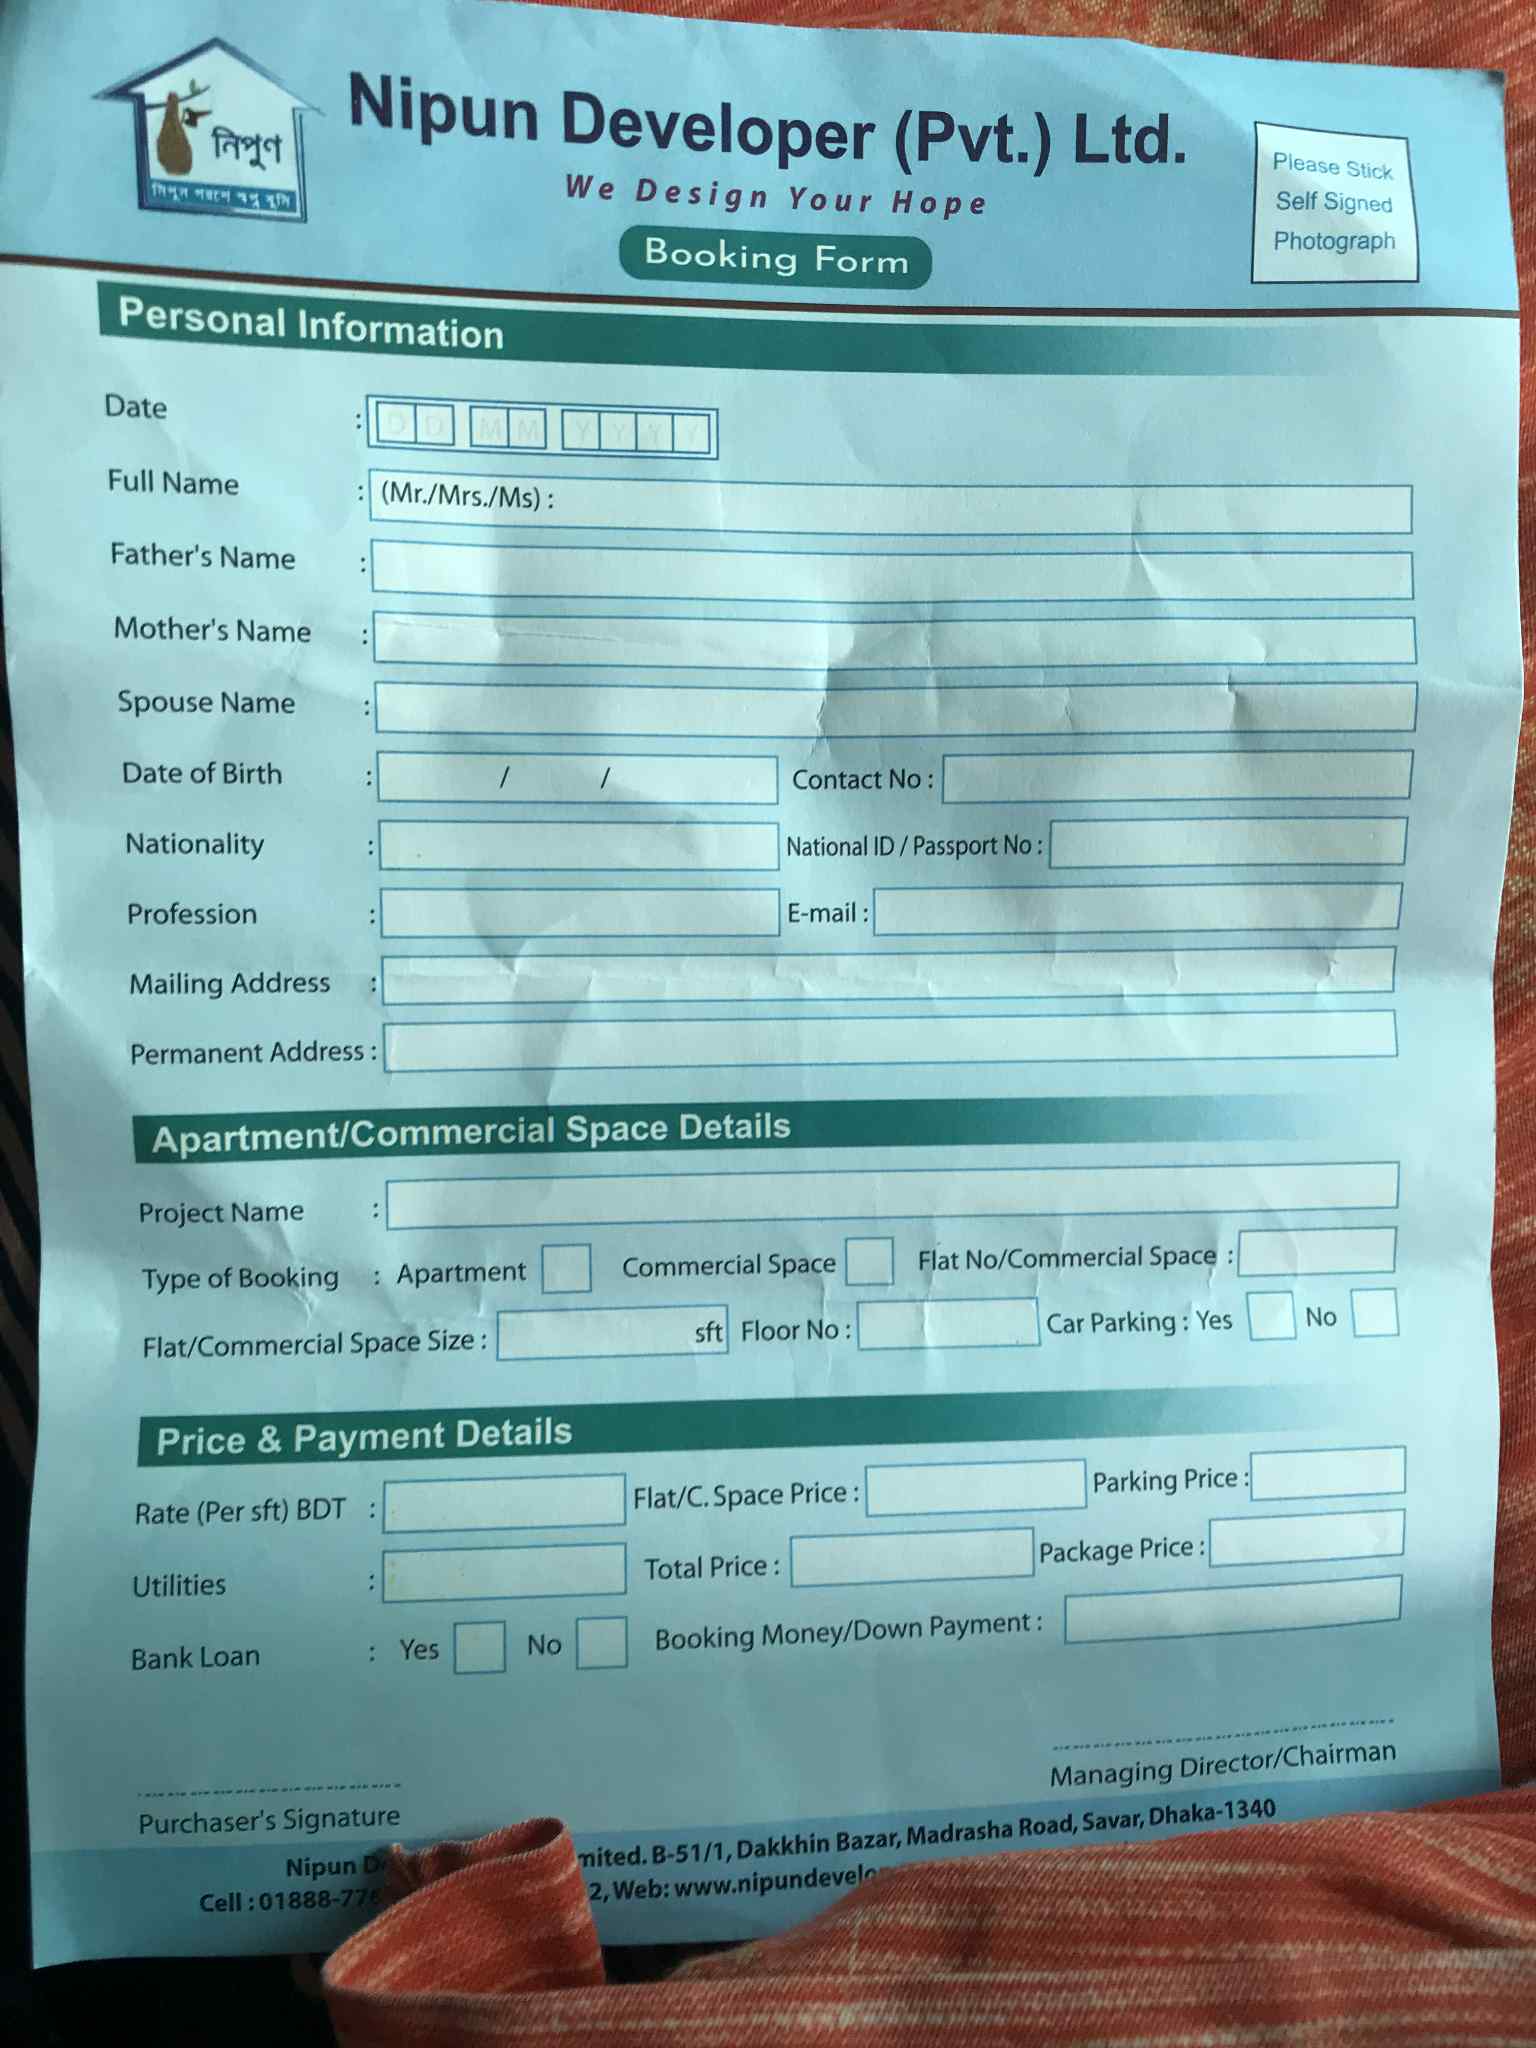 নিপুণ
নিপুন পরশে স্বপ্ন বুনি
Nipun Developer (Pvt.) Ltd.
We Design Your Hope
Booking Form
Please Stick
Self Signed
Photograph
Personal Information
Date : DD MM YYYY
Full Name : (Mr./Mrs./Ms) :
Father's Name :
Mother's Name :
Spouse Name :
Date of Birth : / / Contact No :
Nationality : National ID / Passport No :
Profession : E-mail :
Mailing Address :
Permanent Address :
Apartment/Commercial Space Details
Project Name :
Type of Booking : Apartment Commercial Space Flat No/Commercial Space :
Flat/Commercial Space Size : sft Floor No : Car Parking : Yes No
Price & Payment Details
Rate (Per sft) BDT : Flat/C. Space Price : Parking Price :
Utilities : Total Price : Package Price :
Bank Loan : Yes No Booking Money/Down Payment :
Purchaser's Signature
Managing Director/Chairman
Nipun B-51/1, Dakkhin Bazar, Madrasha Road, Savar, Dhaka-1340
Cell : 01888-77 2, Web: www.nipundevelo